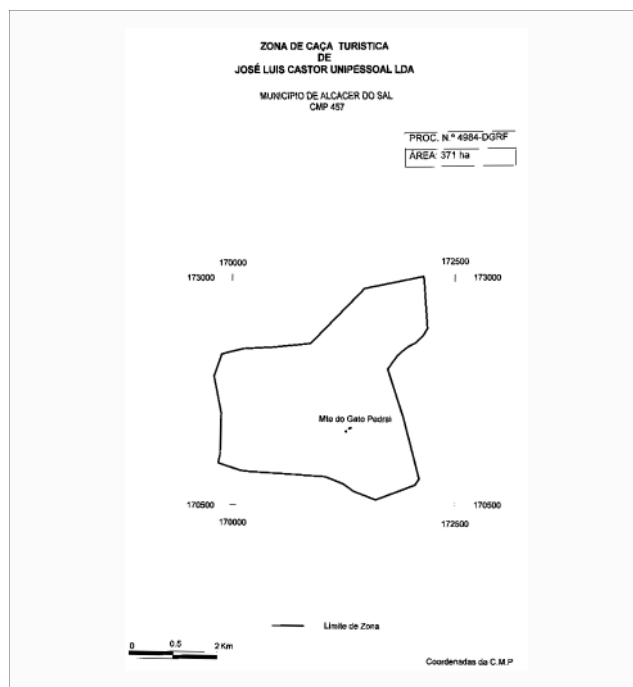 ZONA DE CAÇA TURISTICA
DE
JOSÉ LUIS CASTOR UNIPESSOAL LDA
MUNICIPIO DE ALCACER DO SAL
CMP 457
PROC. N.º 4984-DGRF
ÁREA: 371 ha
170000 172500
173000 173000
Mte do Gato Pedral
170500 170500
170000 172500
Limite de Zona
0 0.5 2 Km
Coordenadas da C.M.P